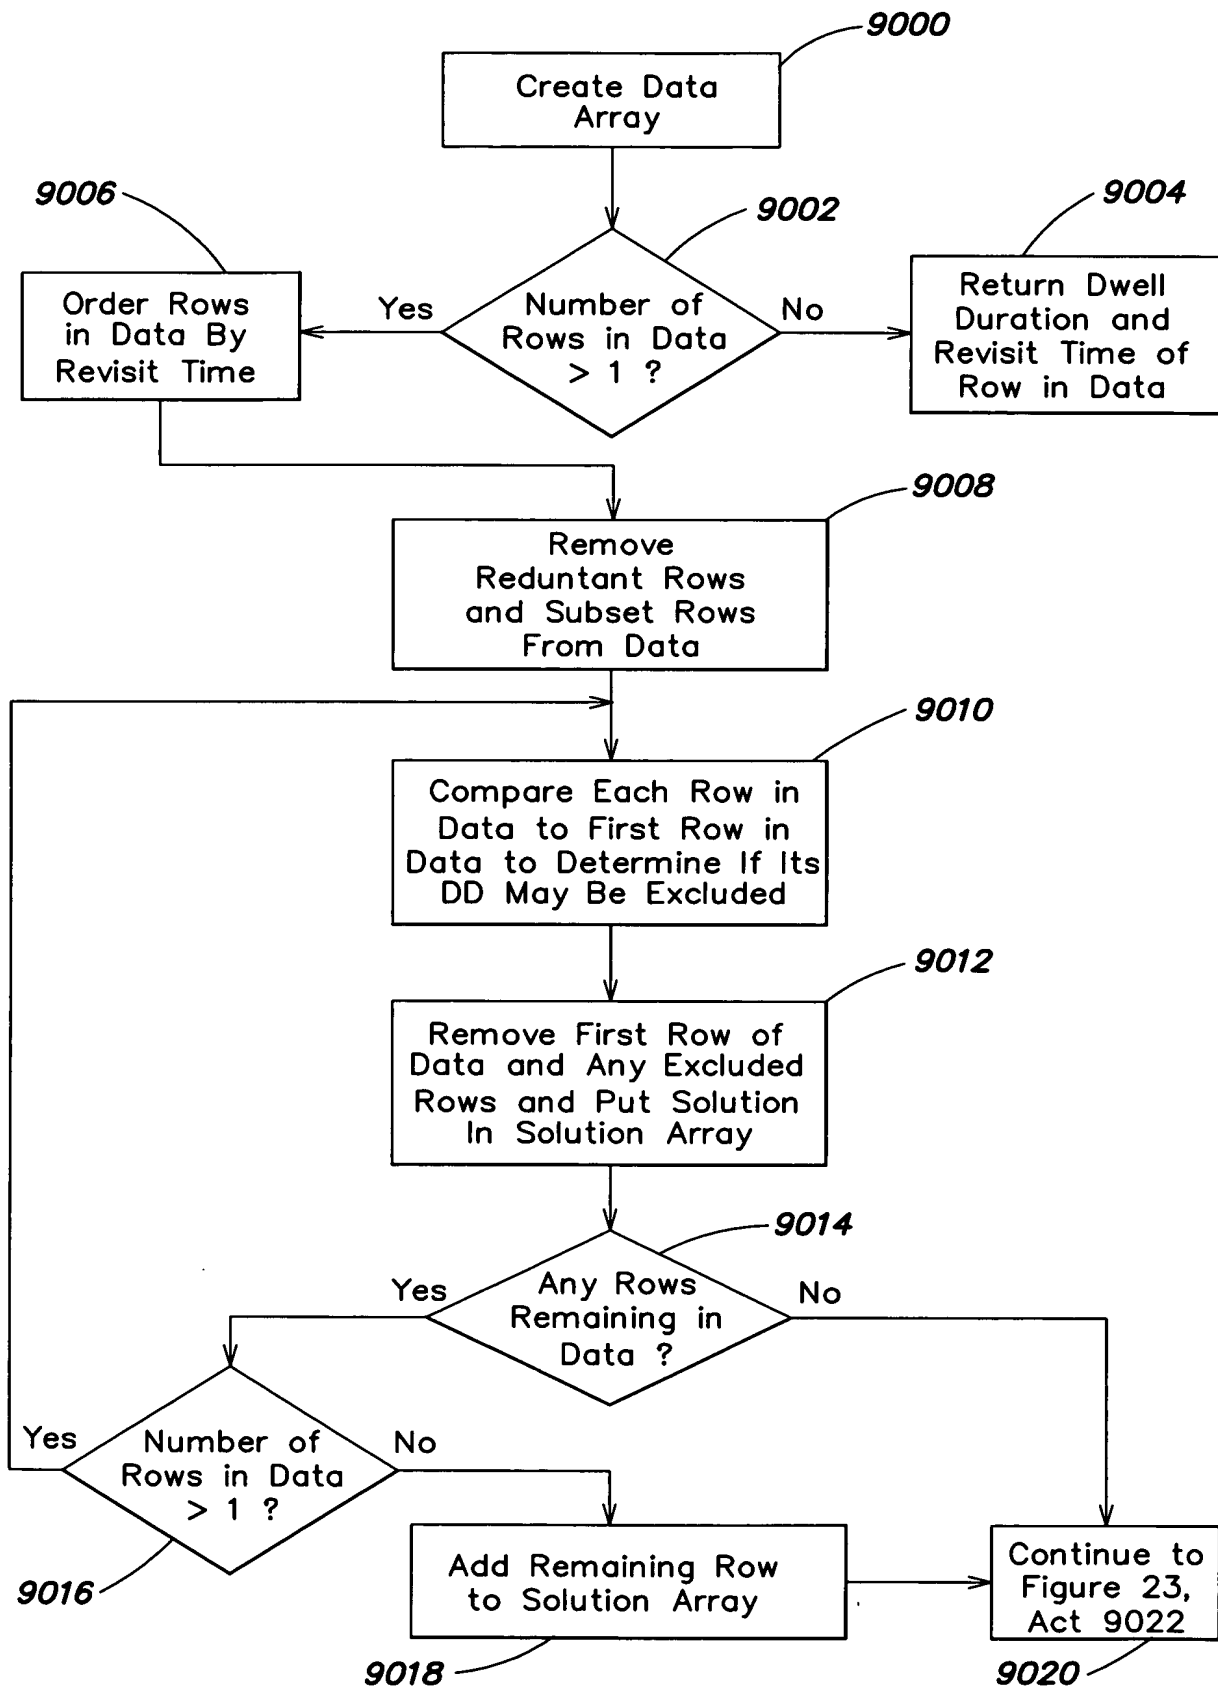 9000
Create Data
Array
9006
9002
9004
Order Rows
in Data By
Revisit Time
Yes
Number of
Rows in Data
> 1 ?
No
Return Dwell
Duration and
Revisit Time of
Row in Data
9008
Remove
Reduntant Rows
and Subset Rows
From Data
9010
Compare Each Row in
Data to First Row in
Data to Determine If Its
DD May Be Excluded
9012
Remove First Row of
Data and Any Excluded
Rows and Put Solution
In Solution Array
9014
Yes
Any Rows
Remaining in
Data ?
No
Yes
Number of
Rows in Data
> 1 ?
No
9016
Add Remaining Row
to Solution Array
9018
Continue to
Figure 23,
Act 9022
9020